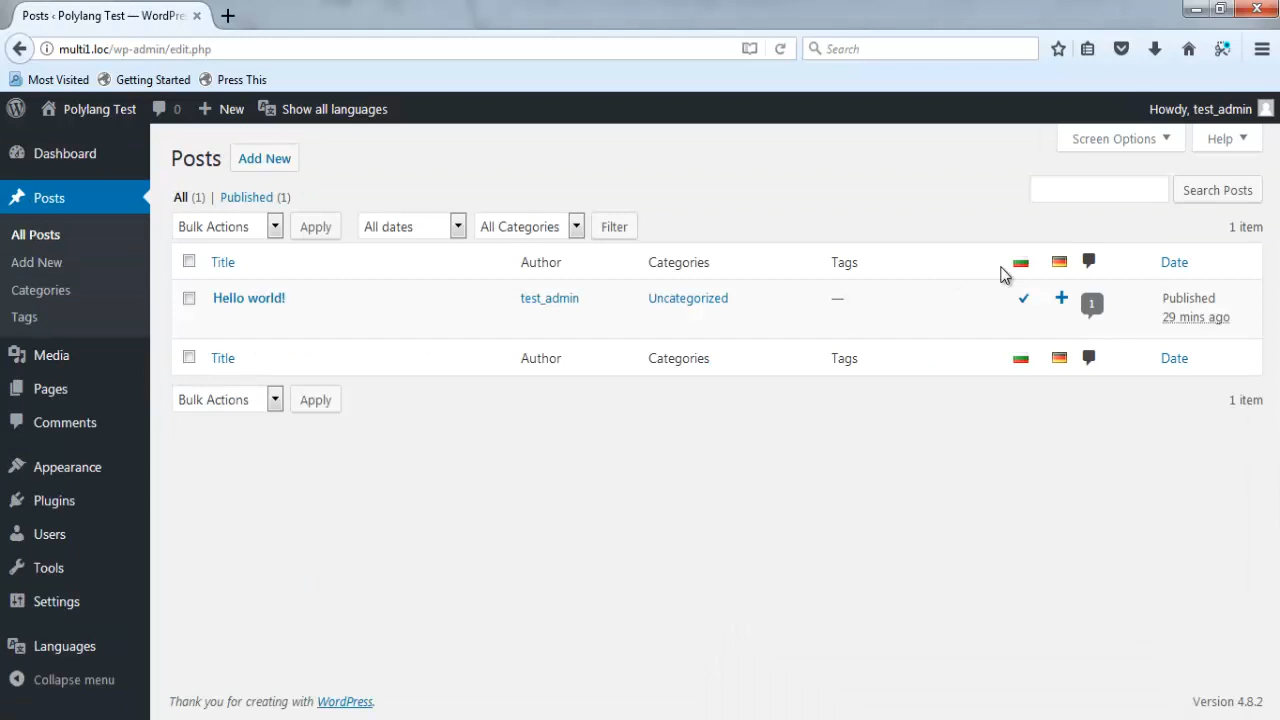 Posts ‹ Polylang Test — WordPre
multi1.loc/wp-admin/edit.php
Search
Most Visited Getting Started Press This
Polylang Test 0 New Show all languages Howdy, test_admin
Dashboard
Posts
All Posts
Add New
Categories
Tags
Media
Pages
Comments
Appearance
Plugins
Users
Tools
Settings
Languages
Collapse menu
Screen Options Help
Posts Add New
All (1) | Published (1)
Search Posts
Bulk Actions Apply All dates All Categories Filter 1 item
Title Author Categories Tags Date
Hello world! test_admin Uncategorized — 1 Published
29 mins ago
Title Author Categories Tags Date
Bulk Actions Apply 1 item
Thank you for creating with WordPress. Version 4.8.2